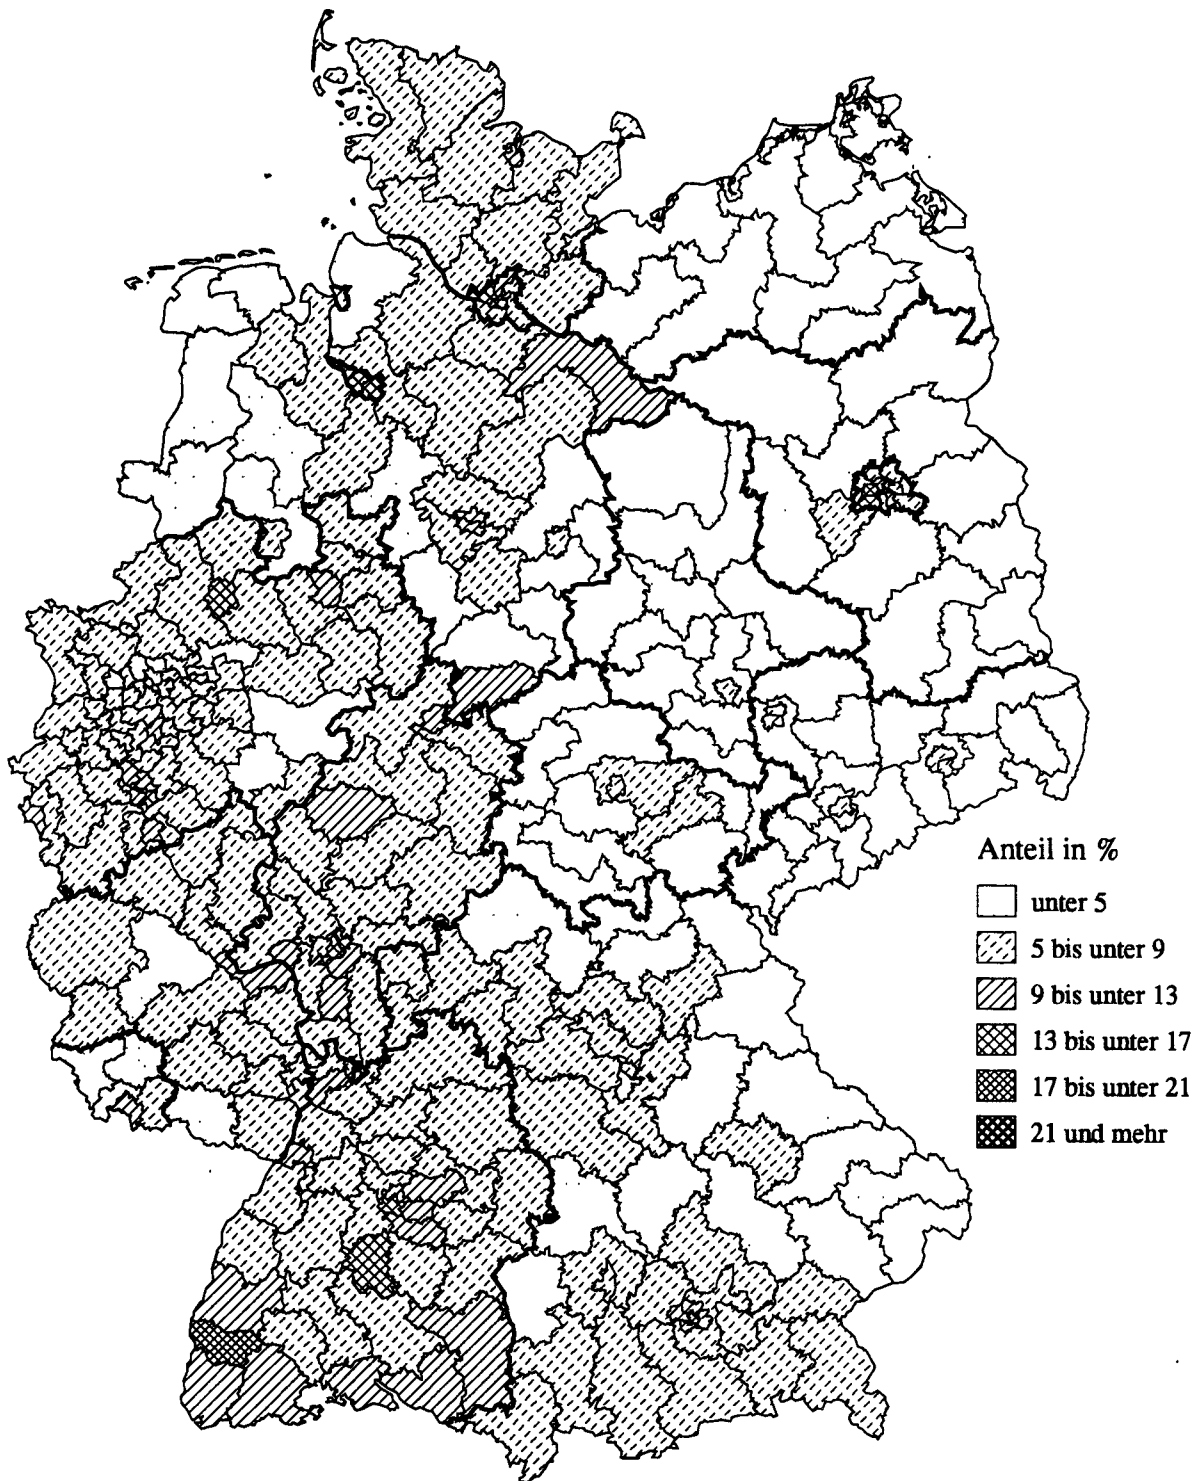 Anteil in %
unter 5
5 bis unter 9
9 bis unter 13
13 bis unter 17
17 bis unter 21
21 und mehr